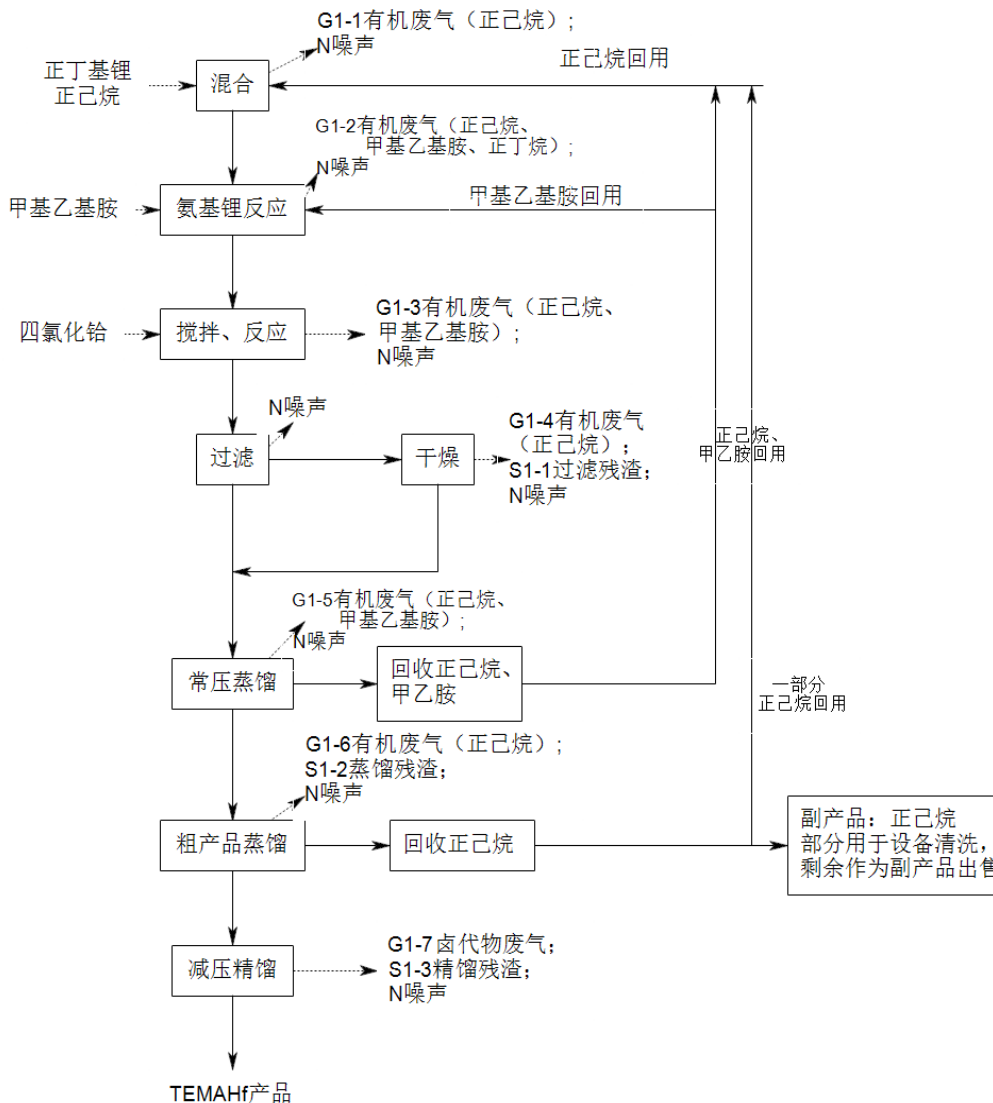 G1-1有机废气（正己烷）;
N噪声
正己烷回用
正丁基锂
正己烷
混合
G1-2有机废气（正己烷、
甲基乙基胺、正丁烷）;
N噪声
甲基乙基胺
氨基锂反应
甲基乙基胺回用
四氯化铪
搅拌、反应
G1-3有机废气（正己烷、
甲基乙基胺）;
N噪声
N噪声
过滤
干燥
G1-4有机废气
（正己烷）;
S1-1过滤残渣;
N噪声
正己烷、
甲乙胺回用
G1-5有机废气（正己烷、
甲基乙基胺）;
N噪声
常压蒸馏
回收正己烷、
甲乙胺
一部分
正己烷回用
G1-6有机废气（正己烷）;
S1-2蒸馏残渣;
N噪声
粗产品蒸馏
回收正己烷
副产品：正己烷
部分用于设备清洗，
剩余作为副产品出售
减压精馏
G1-7卤代物废气;
S1-3精馏残渣;
N噪声
TEMAHf产品